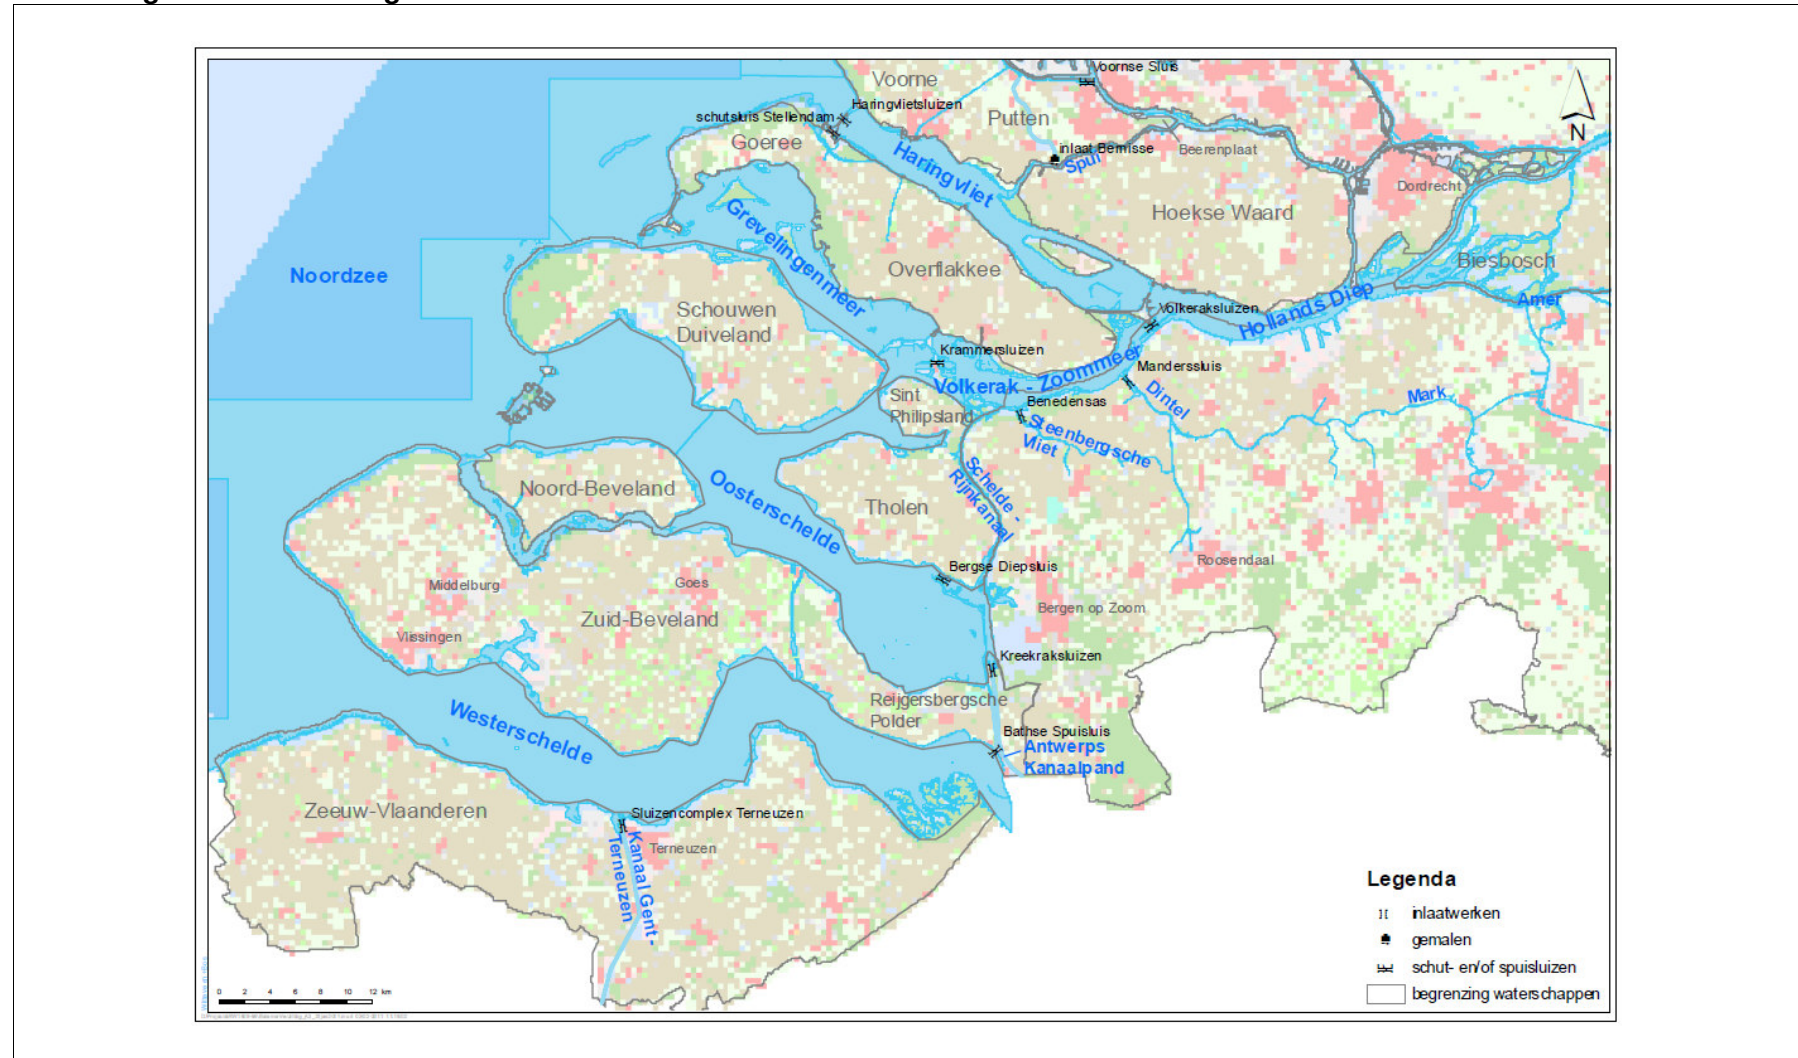 Voorne
Voornse Sluis
Haringvlietsluizen
schutsluis Stellendam
Putten
Goeree
inlaat Bernisse
Beerenplaat
Spui
Haringvliet
Dordrecht
Hoekse Waard
Grevelingenmeer
Noordzee
Overflakkee
Biesbosch
Amer
Schouwen
Duiveland
Volkeraksluizen
Hollands Diep
Krammersluizen
Manderssluis
Volkerak - Zoommeer
Dintel
Mark
Sint
Philipsland
Benedensas
Steenbergsche
Vliet
Noord-Beveland
Oosterschelde
Tholen
Schelde -
Rijnkanaal
Middelburg
Goes
Bergse Diepsluis
Roosendaal
Zuid-Beveland
Bergen op Zoom
Vlissingen
Kreekraksluizen
Reijgersbergsche
Polder
Westerschelde
Bathse Spuisluis
Antwerps
Kanaalpand
Zeeuw-Vlaanderen
Sluizencomplex Terneuzen
Terneuzen
Kanaal Gent -
Terneuzen
N
Legenda
inlaatwerken
gemalen
schut- en/of spuisluizen
begrenzing waterschappen
0 2 4 6 8 10 12 km